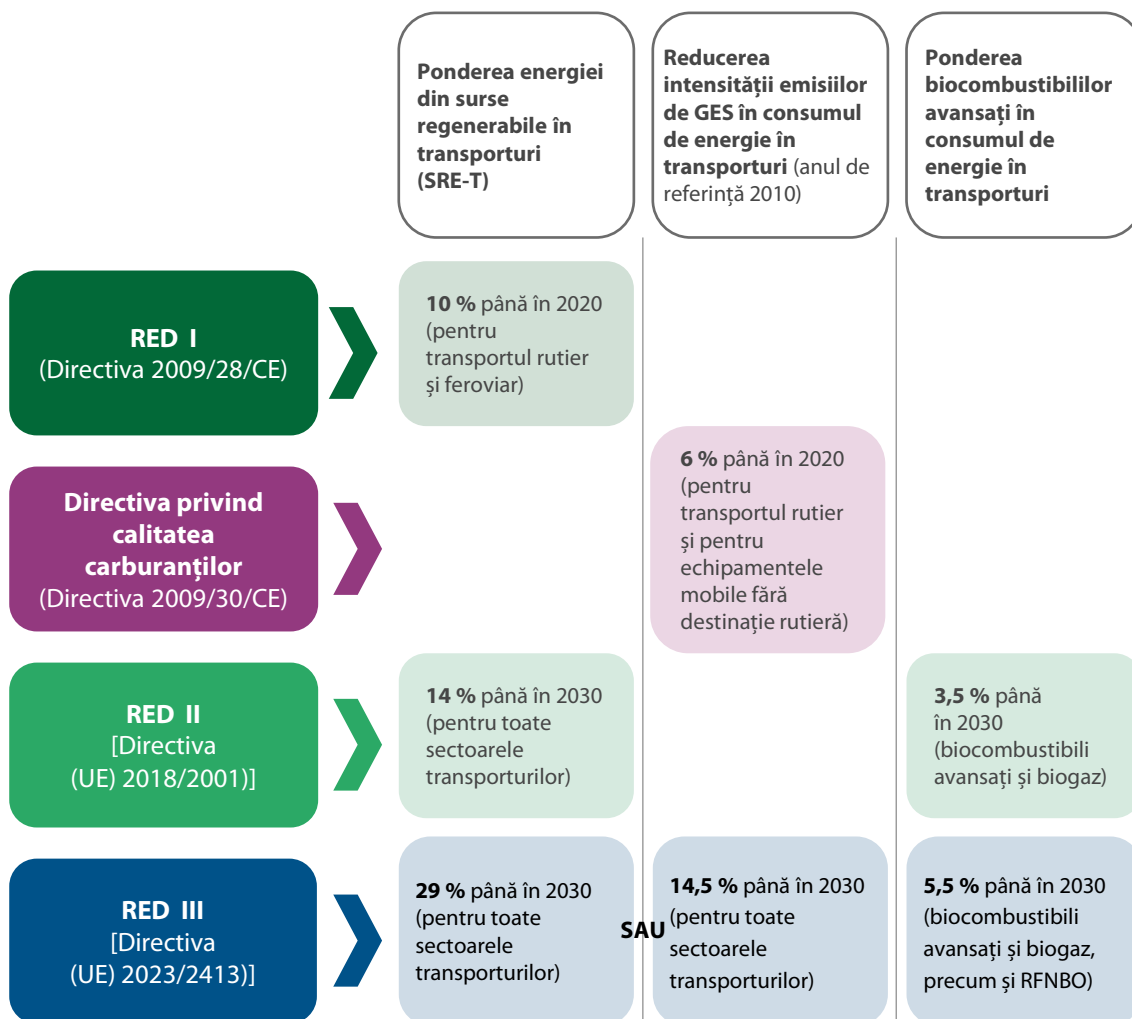 Ponderea energiei
din surse
regenerabile în
transporturi
(SRE-T)
Reducerea
intensității emisiilor
de GES în consumul
de energie în
transporturi (anul de
referință 2010)
Ponderea
biocombustibililor
avansați în
consumul de
energie în
transporturi
RED I
(Directiva 2009/28/CE)
10 % până în 2020
(pentru
transportul rutier
și feroviar)
Directiva privind
calitatea
carburanților
(Directiva 2009/30/CE)
6 % până în 2020
(pentru
transportul rutier
și pentru
echipamentele
mobile fără
destinație rutieră)
RED II
[Directiva
(UE) 2018/2001)]
14 % până în 2030
(pentru toate
sectoarele
transporturilor)
3,5 % până
în 2030
(biocombustibili
avansați și biogaz)
RED III
[Directiva
(UE) 2023/2413)]
29 % până în 2030
(pentru toate
sectoarele
transporturilor)
SAU
14,5 % până în 2030
(pentru toate
sectoarele
transporturilor)
5,5 % până în 2030
(biocombustibili
avansați și biogaz,
precum și RFNBO)